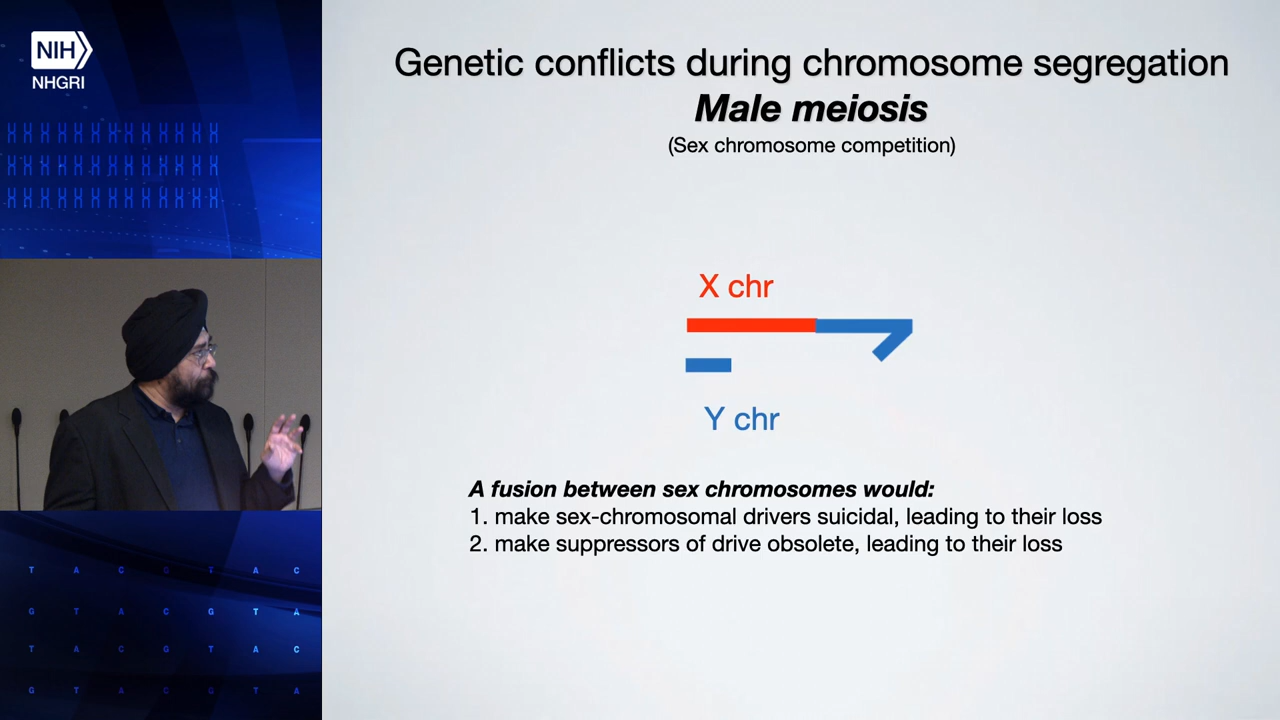 NIH
NHGRI
Genetic conflicts during chromosome segregation
Male meiosis
(Sex chromosome competition)
X chr
Y chr
A fusion between sex chromosomes would:
1. make sex-chromosomal drivers suicidal, leading to their loss
2. make suppressors of drive obsolete, leading to their loss
T A C G T A C
G T A C G T A
T A C G T A C
G T A C G T A